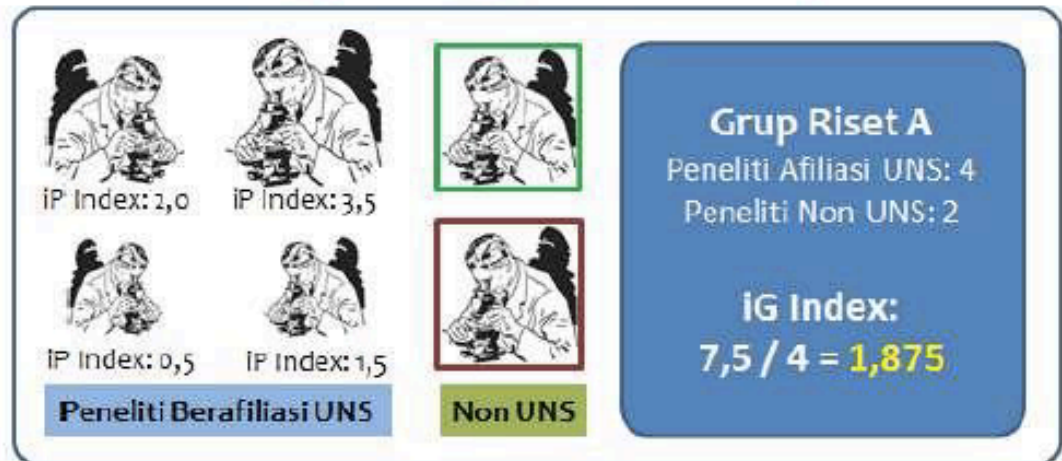 iP Index: 2,0
iP Index: 3,5
iP Index: 0,5
iP Index: 1,5
Peneliti Berafiliasi UNS
Non UNS
Grup Riset A
Peneliti Afiliasi UNS: 4
Peneliti Non UNS: 2
iG Index:
7,5 / 4 = 1,875